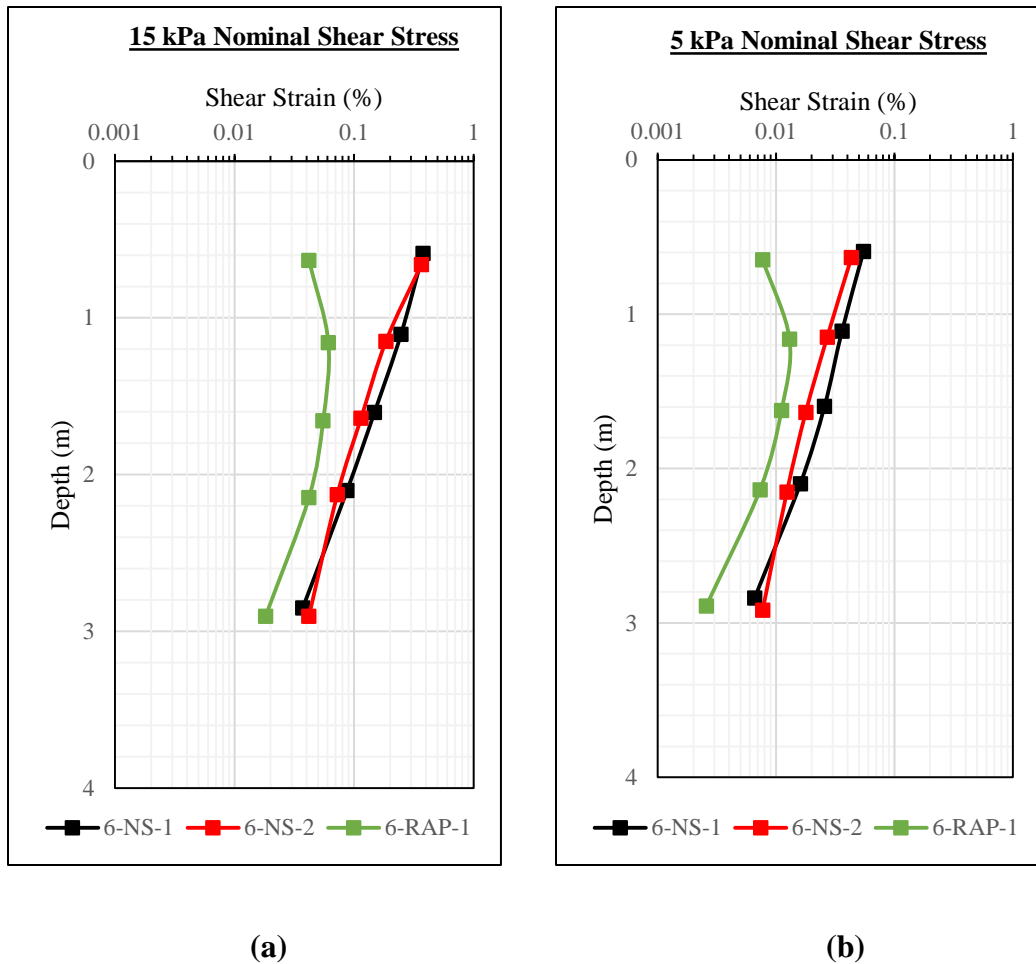 15 kPa Nominal Shear Stress
Shear Strain (%)
0.001 0.01 0.1 1
0
1
2
3
4
Depth (m)
6-NS-1 6-NS-2 6-RAP-1
(a)
5 kPa Nominal Shear Stress
Shear Strain (%)
0.001 0.01 0.1 1
0
1
2
3
4
Depth (m)
6-NS-1 6-NS-2 6-RAP-1
(b)